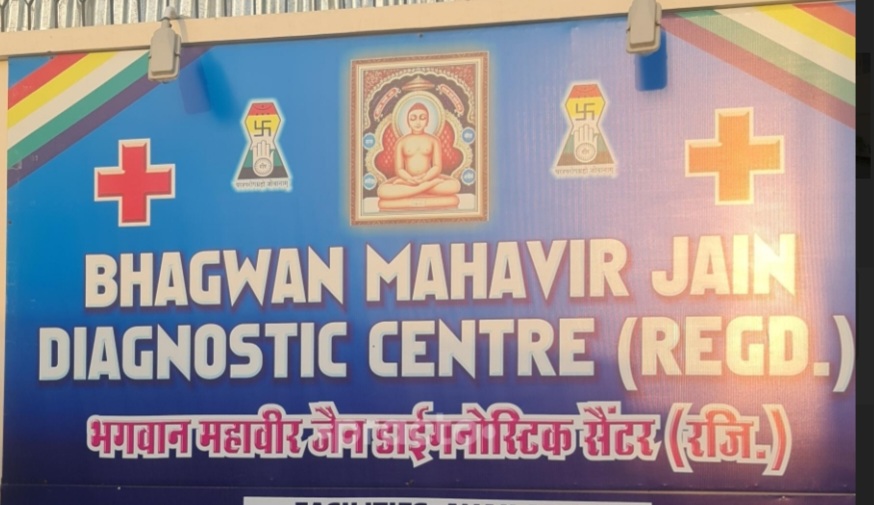 BHAGWAN MAHAVIR JAIN
DIAGNOSTIC CENTRE (REGD.)
भगवान महावीर जैन डाईगनोस्टिक सैंटर (रजि.)